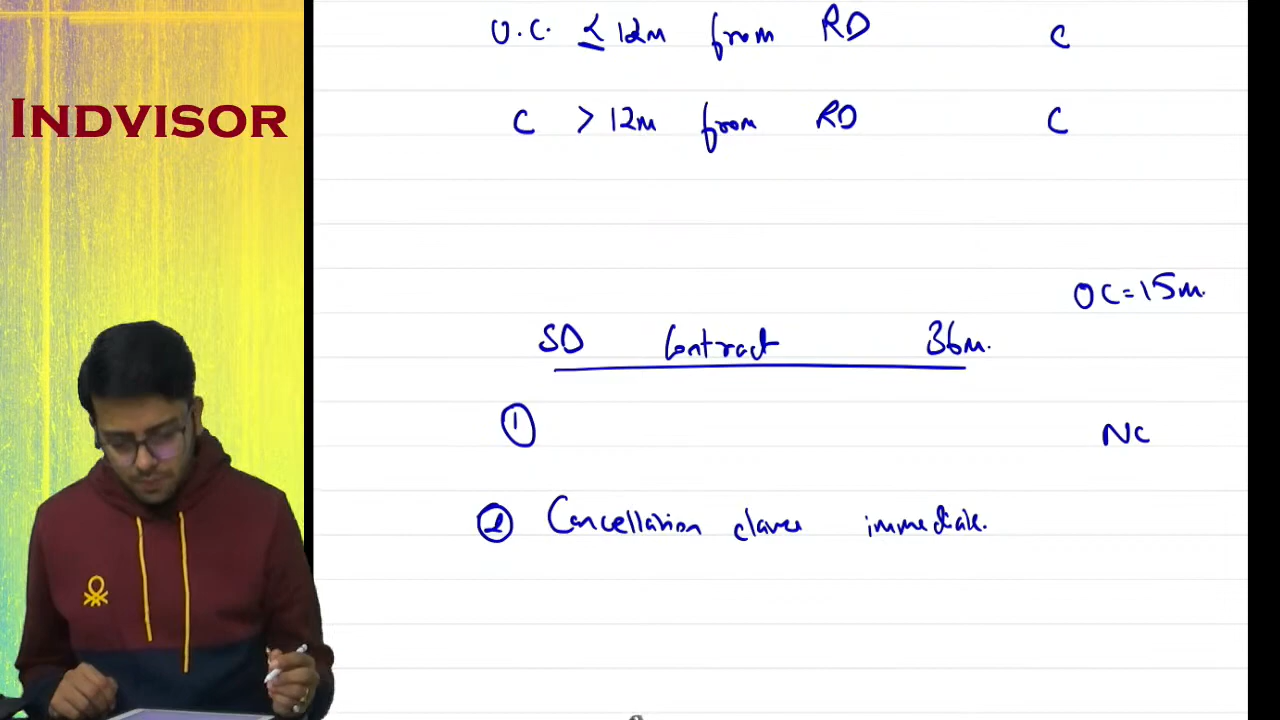 INDVISOR
O.C. ≤ 12m from RD C
C > 12m from RD C
OC = 15m.
SD Contract 36m.
① NC
② Cancellation clause immediate.